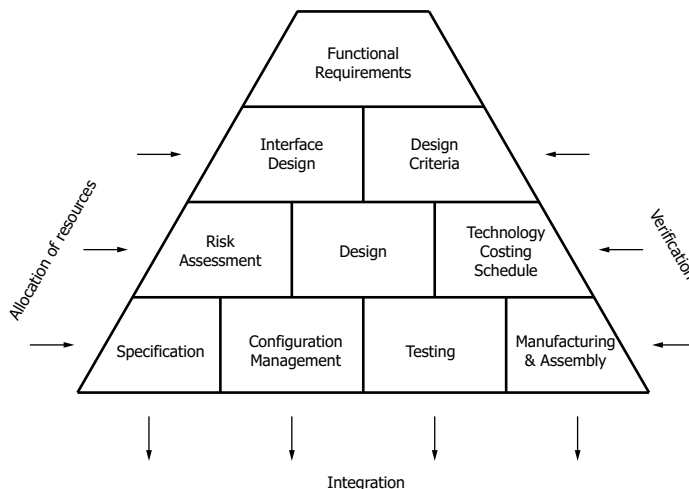 Functional
Requirements
Interface
Design
Design
Criteria
Allocation of resources
Verification
Risk
Assessment
Design
Technology
Costing
Schedule
Specification
Configuration
Management
Testing
Manufacturing
& Assembly
Integration